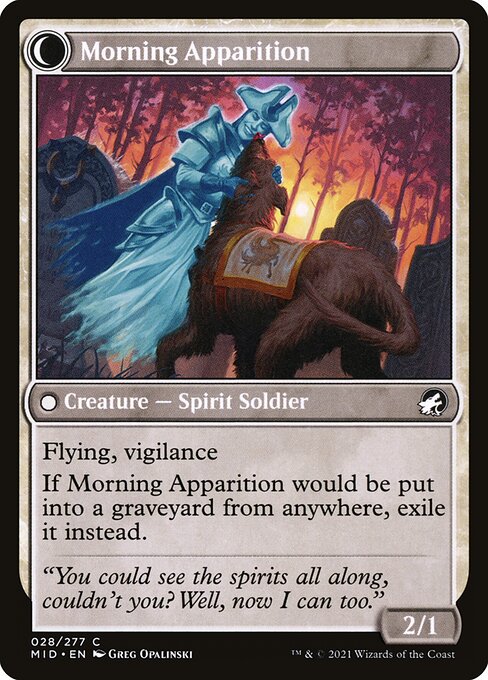 Morning Apparition
Creature — Spirit Soldier
Flying, vigilance
If Morning Apparition would be put
into a graveyard from anywhere, exile
it instead.
“You could see the spirits all along,
couldn’t you? Well, now I can too.”
2/1
028/277 C
MID • EN Greg Opalinski
™ & © 2021 Wizards of the Coast